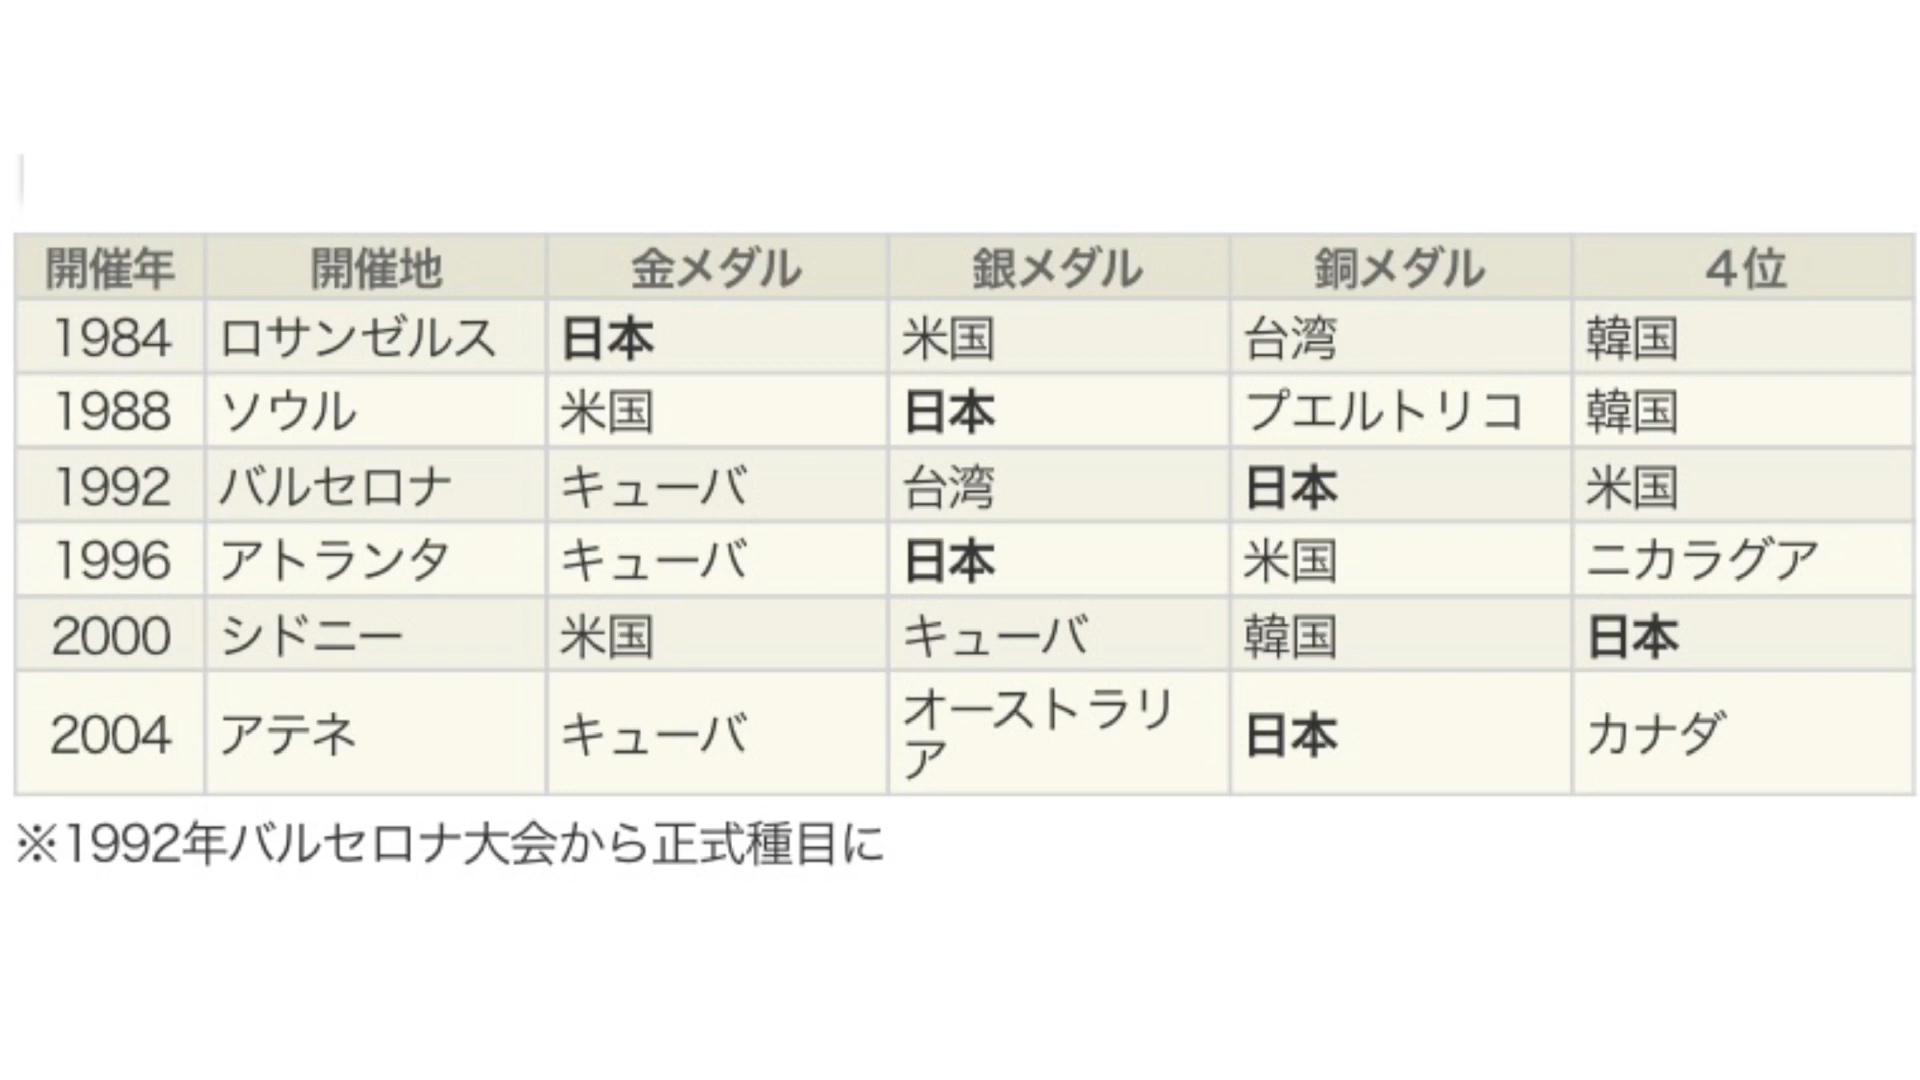 開催年 開催地 金メダル 銀メダル 銅メダル ４位
1984 ロサンゼルス 日本 米国 台湾 韓国
1988 ソウル 米国 日本 プエルトリコ 韓国
1992 バルセロナ キューバ 台湾 日本 米国
1996 アトランタ キューバ 日本 米国 ニカラグア
2000 シドニー 米国 キューバ 韓国 日本
2004 アテネ キューバ オーストラリア 日本 カナダ
※1992年バルセロナ大会から正式種目に